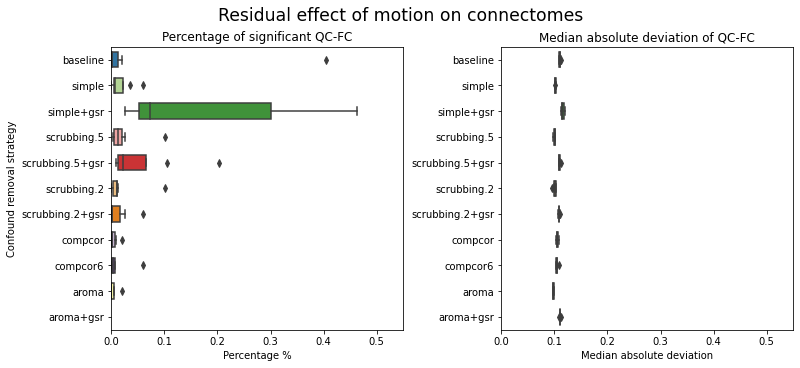 Residual effect of motion on connectomes
Percentage of significant QC-FC
Confound removal strategy
baseline
simple
simple+gsr
scrubbing.5
scrubbing.5+gsr
scrubbing.2
scrubbing.2+gsr
compcor
compcor6
aroma
aroma+gsr
0.0 0.1 0.2 0.3 0.4 0.5
Percentage %
Median absolute deviation of QC-FC
baseline
simple
simple+gsr
scrubbing.5
scrubbing.5+gsr
scrubbing.2
scrubbing.2+gsr
compcor
compcor6
aroma
aroma+gsr
0.0 0.1 0.2 0.3 0.4 0.5
Median absolute deviation